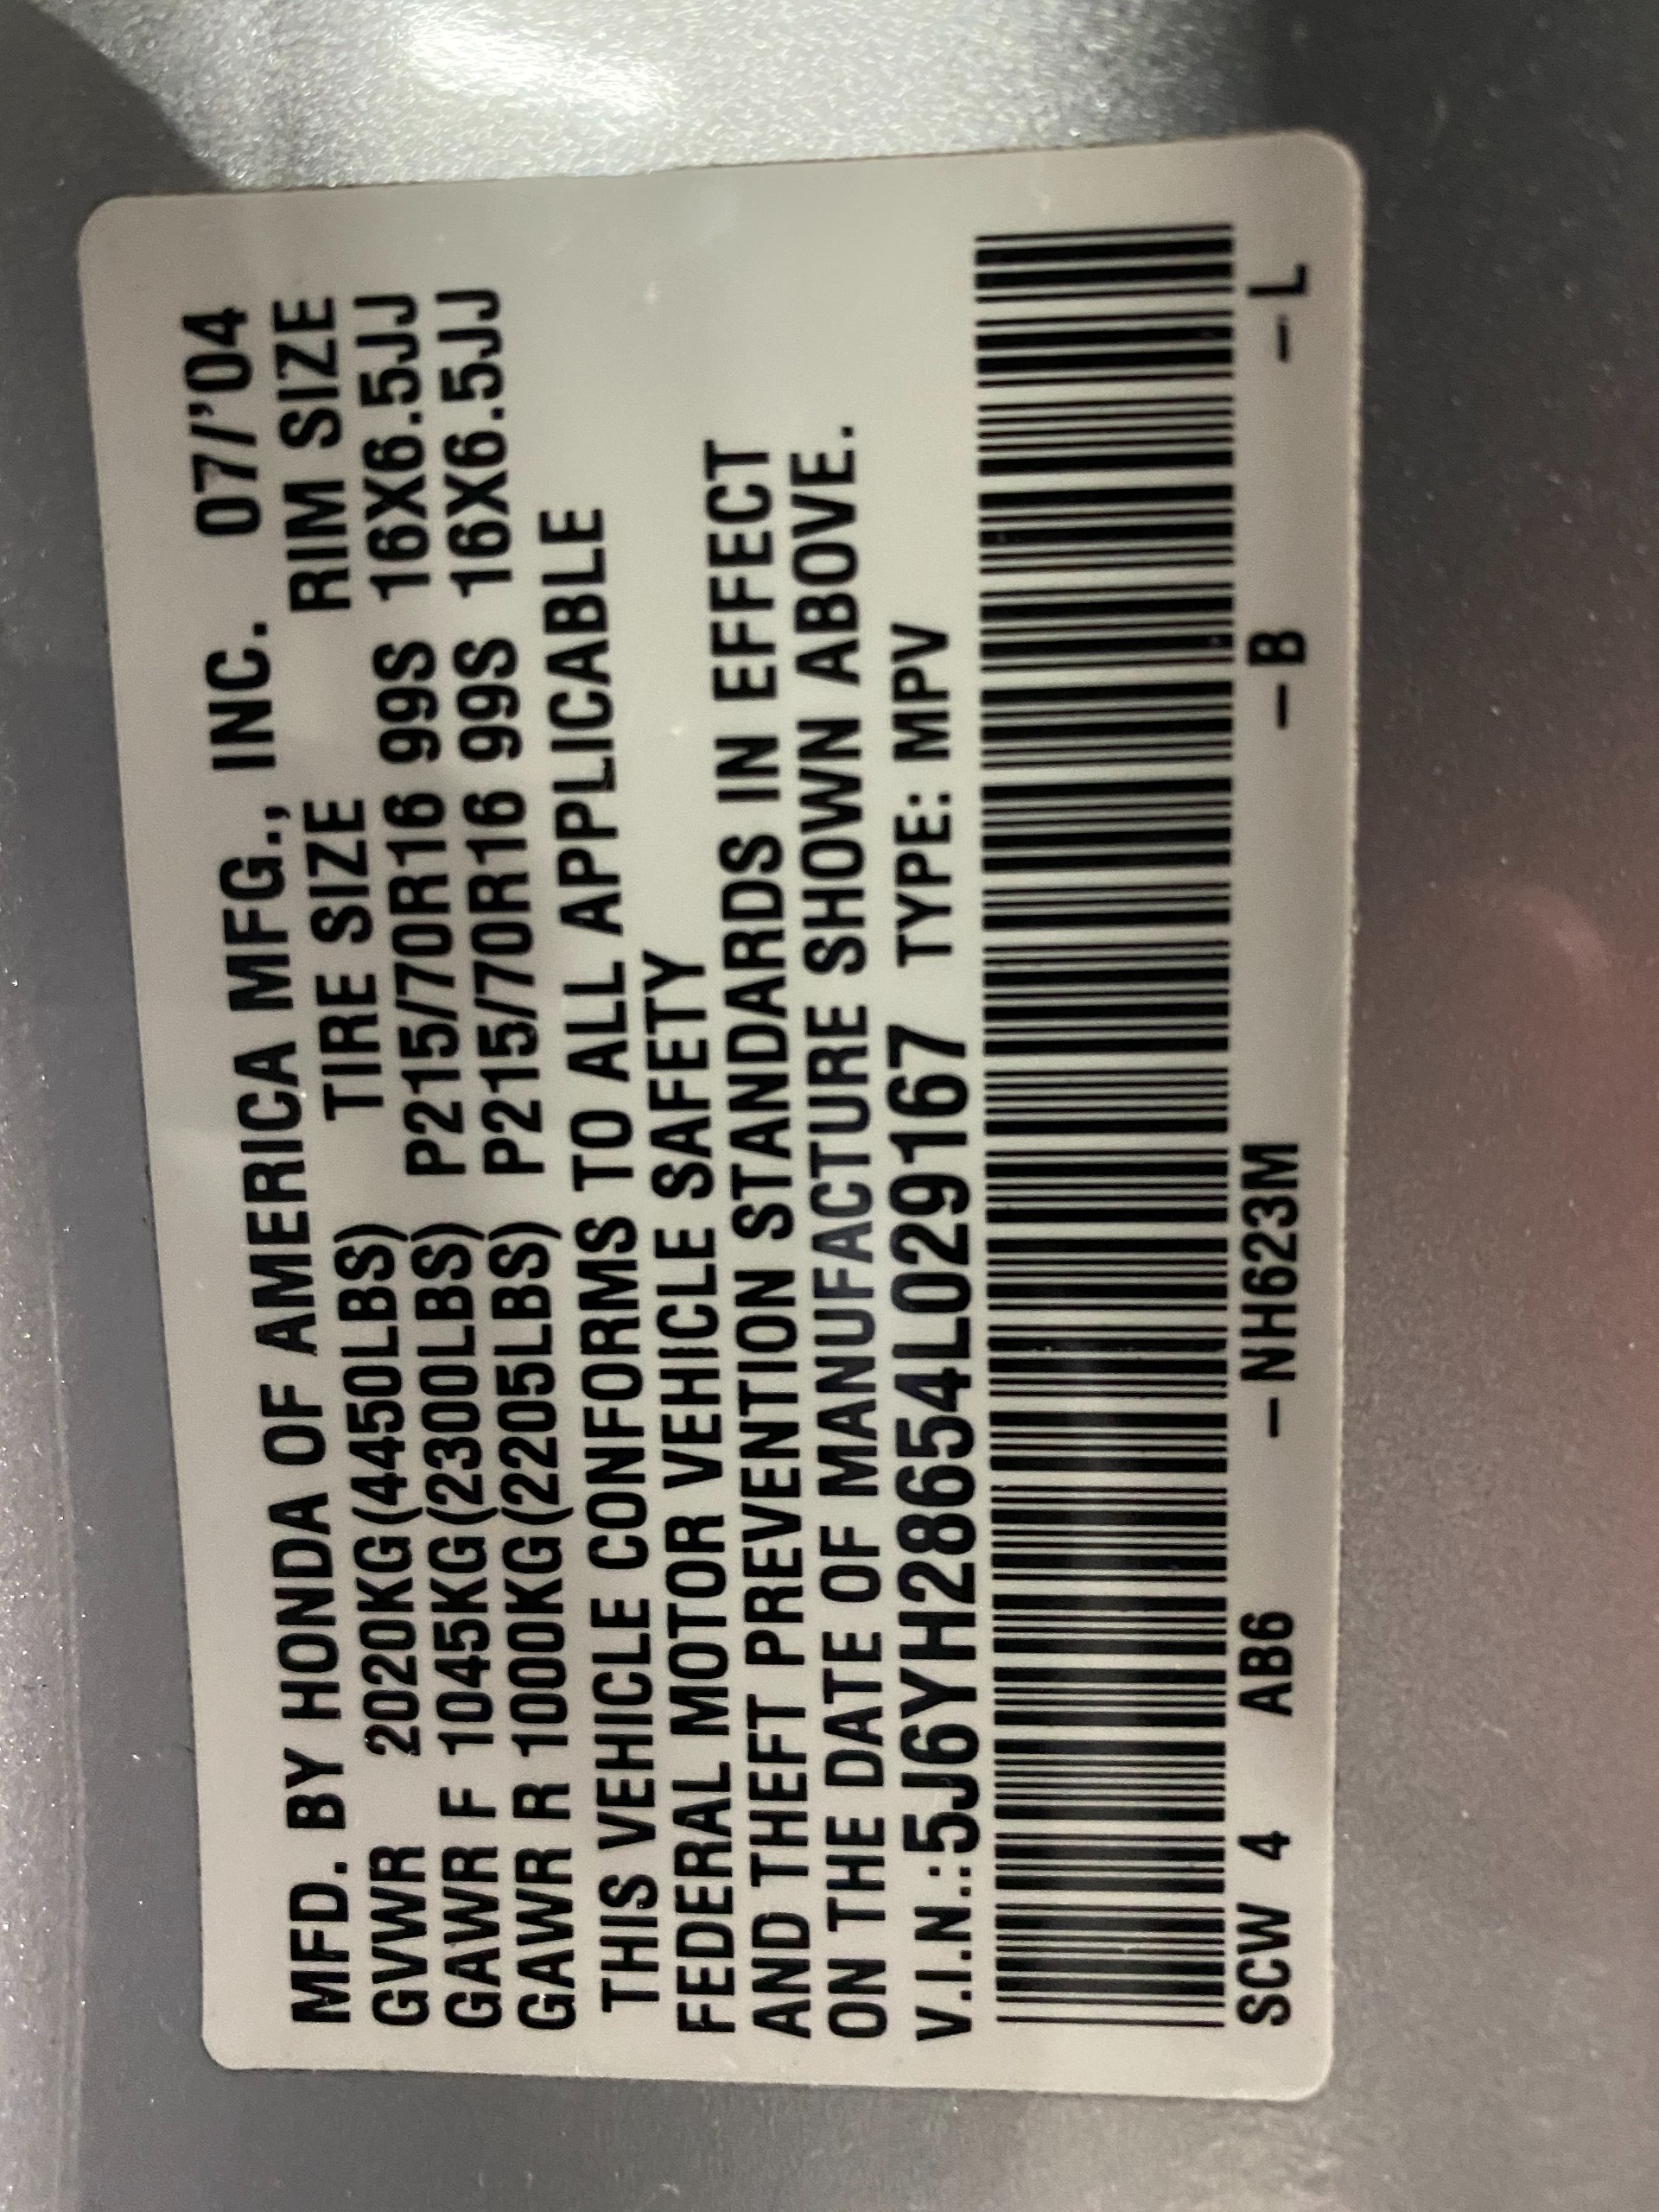 MFD. BY HONDA OF AMERICA MFG., INC. 07/'04
TIRE SIZE RIM SIZE
GVWR 2020KG(4450LBS)
GAWR F 1045KG(2300LBS) P215/70R16 99S 16X6.5JJ
GAWR R 1000KG(2205LBS) P215/70R16 99S 16X6.5JJ
THIS VEHICLE CONFORMS TO ALL APPLICABLE
FEDERAL MOTOR VEHICLE SAFETY
AND THEFT PREVENTION STANDARDS IN EFFECT
ON THE DATE OF MANUFACTURE SHOWN ABOVE.
V.I.N.:5J6YH28654L029167 TYPE: MPV
SCW 4 AB6 –NH623M –B –L